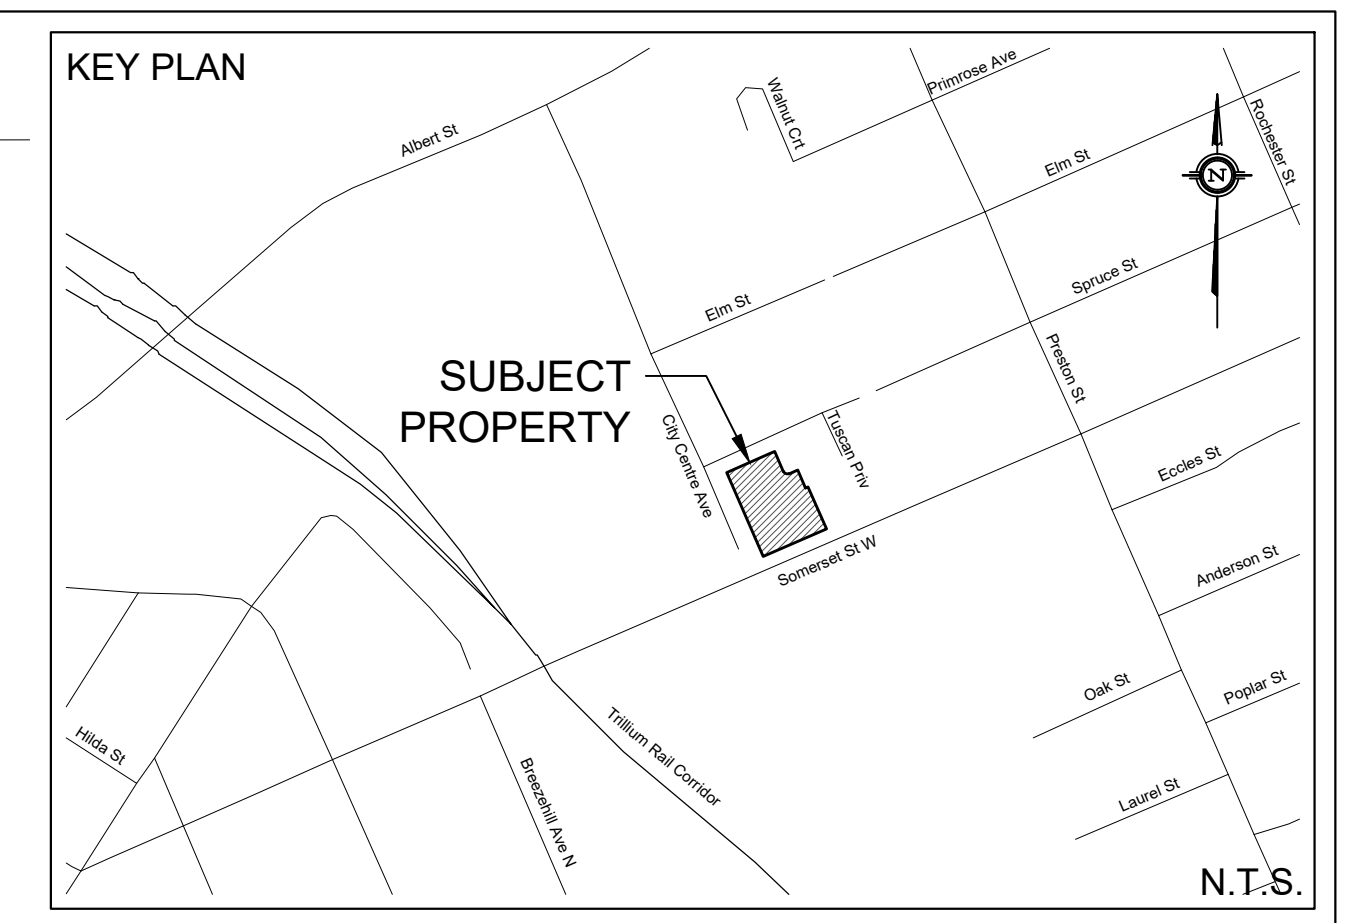 KEY PLAN
Primrose Ave
Walnut Crt
Albert St
Rochester St
Elm St
N
Spruce St
Elm St
Preston St
SUBJECT
PROPERTY
City Centre Ave
Tuscan Priv
Eccles St
Somerset St W
Anderson St
Oak St
Poplar St
Hilda St
Trillium Rail Corridor
Breezehill Ave N
Laurel St
N.T.S.